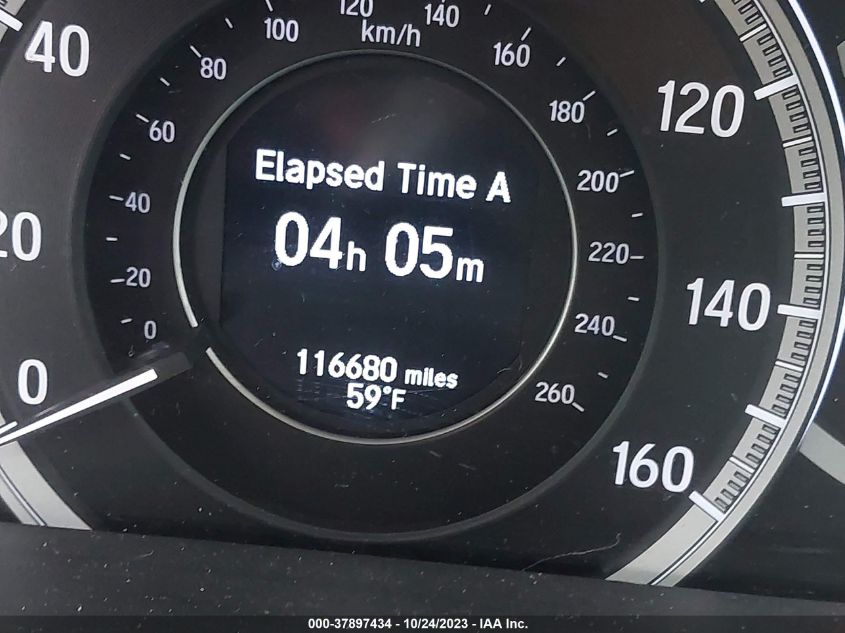 120 140
100 km/h 160
40 80 180 120
60 200
Elapsed Time A
40
20 04h 05m 220
20 140
0 240
116680 miles
0 59°F 260
160
000-37897434 - 10/24/2023 - IAA Inc.